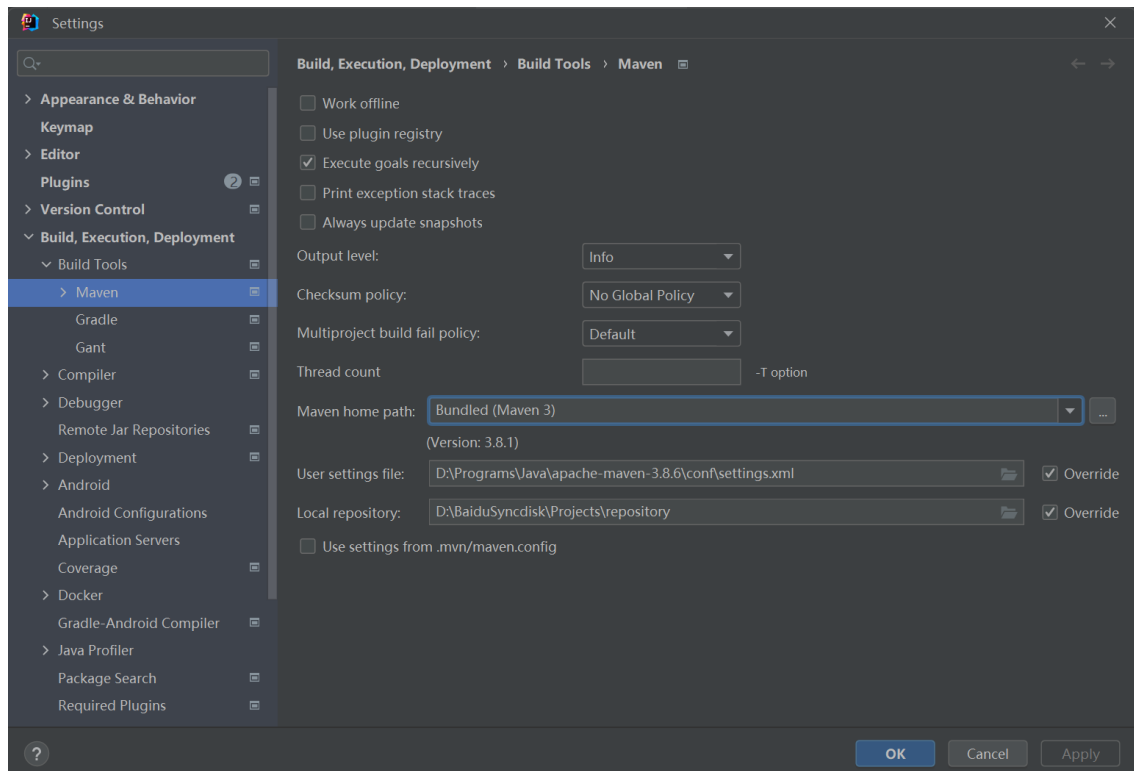 Settings
Appearance & Behavior
Keymap
Editor
Plugins 2
Version Control
Build, Execution, Deployment
Build Tools
Maven
Gradle
Gant
Compiler
Debugger
Remote Jar Repositories
Deployment
Android
Android Configurations
Application Servers
Coverage
Docker
Gradle-Android Compiler
Java Profiler
Package Search
Required Plugins
Build, Execution, Deployment › Build Tools › Maven
Work offline
Use plugin registry
Execute goals recursively
Print exception stack traces
Always update snapshots
Output level: Info
Checksum policy: No Global Policy
Multiproject build fail policy: Default
Thread count -T option
Maven home path: Bundled (Maven 3) ...
(Version: 3.8.1)
User settings file: D:\Programs\Java\apache-maven-3.8.6\conf\settings.xml Override
Local repository: D:\BaiduSyncdisk\Projects\repository Override
Use settings from .mvn/maven.config
? OK Cancel Apply